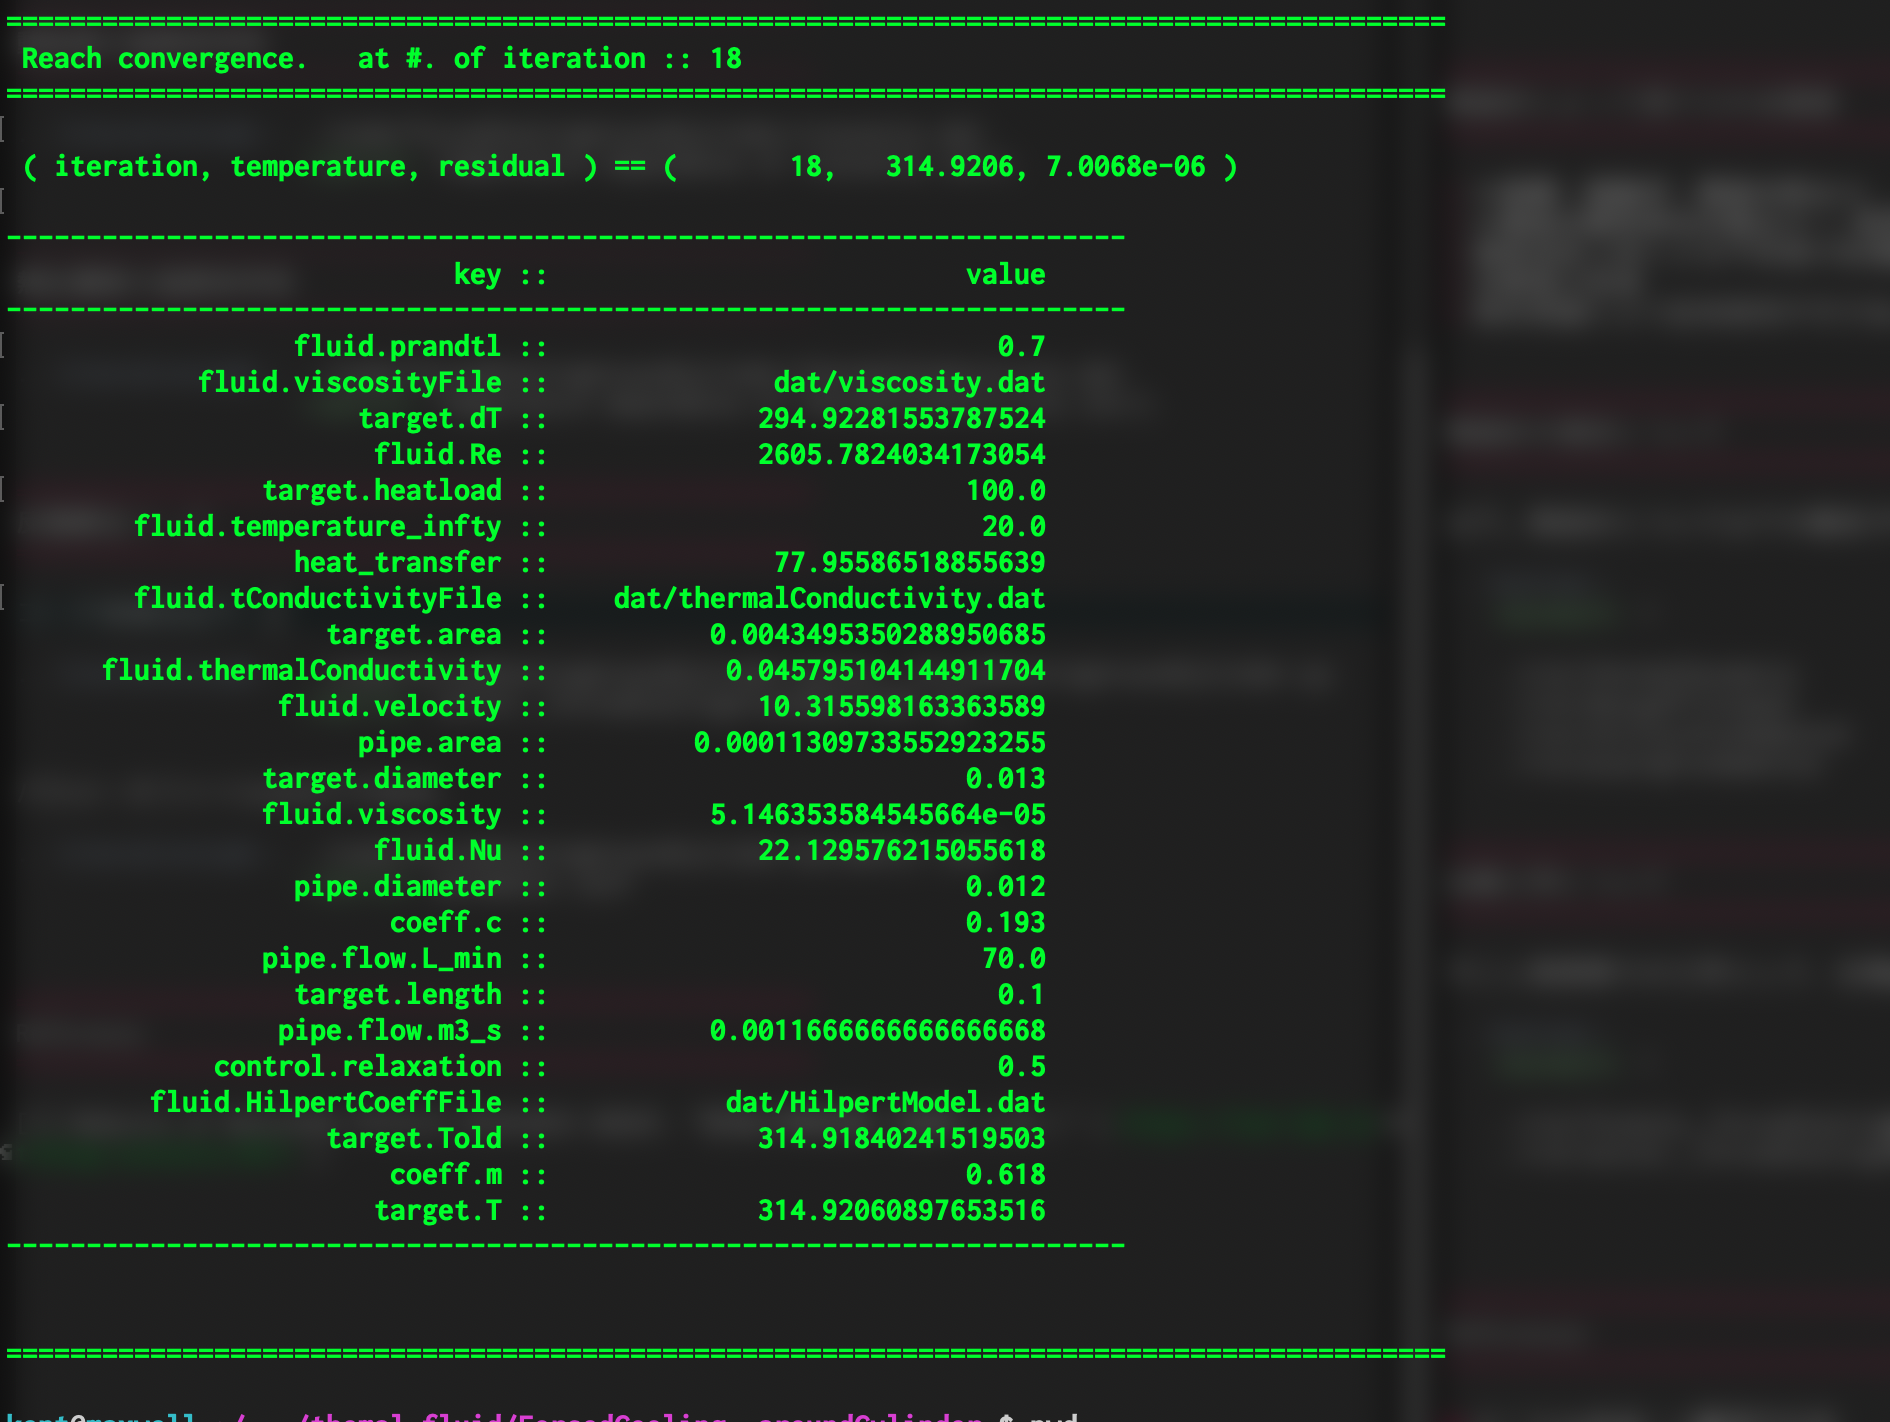 ==========================================================================================
Reach convergence.   at #. of iteration :: 18
==========================================================================================
( iteration, temperature, residual ) == (       18,   314.9206, 7.0068e-06 )
----------------------------------------------------------------------
key ::                          value
----------------------------------------------------------------------
fluid.prandtl :: 0.7
fluid.viscosityFile :: dat/viscosity.dat
target.dT :: 294.92281553787524
fluid.Re :: 2605.7824034173054
target.heatload :: 100.0
fluid.temperature_infty :: 20.0
heat_transfer :: 77.95586518855639
fluid.tConductivityFile :: dat/thermalConductivity.dat
target.area :: 0.0043495350288950685
fluid.thermalConductivity :: 0.045795104144911704
fluid.velocity :: 10.315598163363589
pipe.area :: 0.00011309733552923255
target.diameter :: 0.013
fluid.viscosity :: 5.146353584545664e-05
fluid.Nu :: 22.129576215055618
pipe.diameter :: 0.012
coeff.c :: 0.193
pipe.flow.L_min :: 70.0
target.length :: 0.1
pipe.flow.m3_s :: 0.0011666666666666668
control.relaxation :: 0.5
fluid.HilpertCoeffFile :: dat/HilpertModel.dat
target.Told :: 314.91840241519503
coeff.m :: 0.618
target.T :: 314.92060897653516
----------------------------------------------------------------------
==========================================================================================